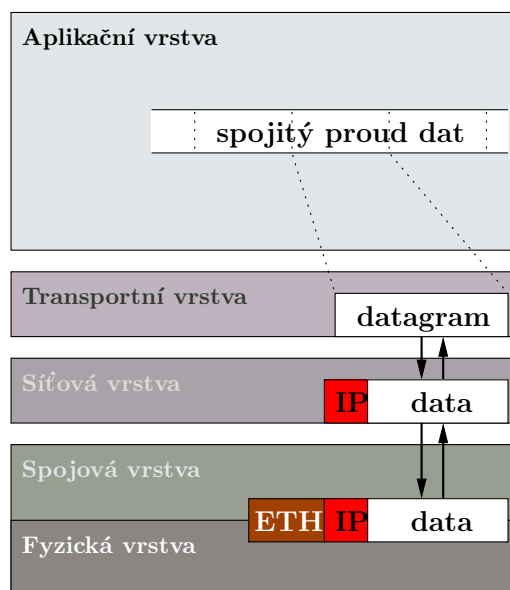 Aplikační vrstva
spojitý proud dat
Transportní vrstva
datagram
Síťová vrstva
IP data
Spojová vrstva
ETH IP data
Fyzická vrstva